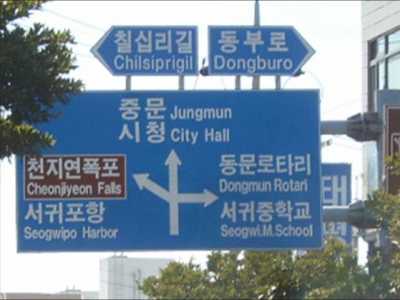 칠십리길
Chilsiprigil
동부로
Dongburo
중문 Jungmun
시청 City Hall
천지연폭포
Cheonjiyeon Falls
서귀포항
Seogwipo Harbor
동문로타리
Dongmun Rotari
서귀중학교
Seogwi.M.School